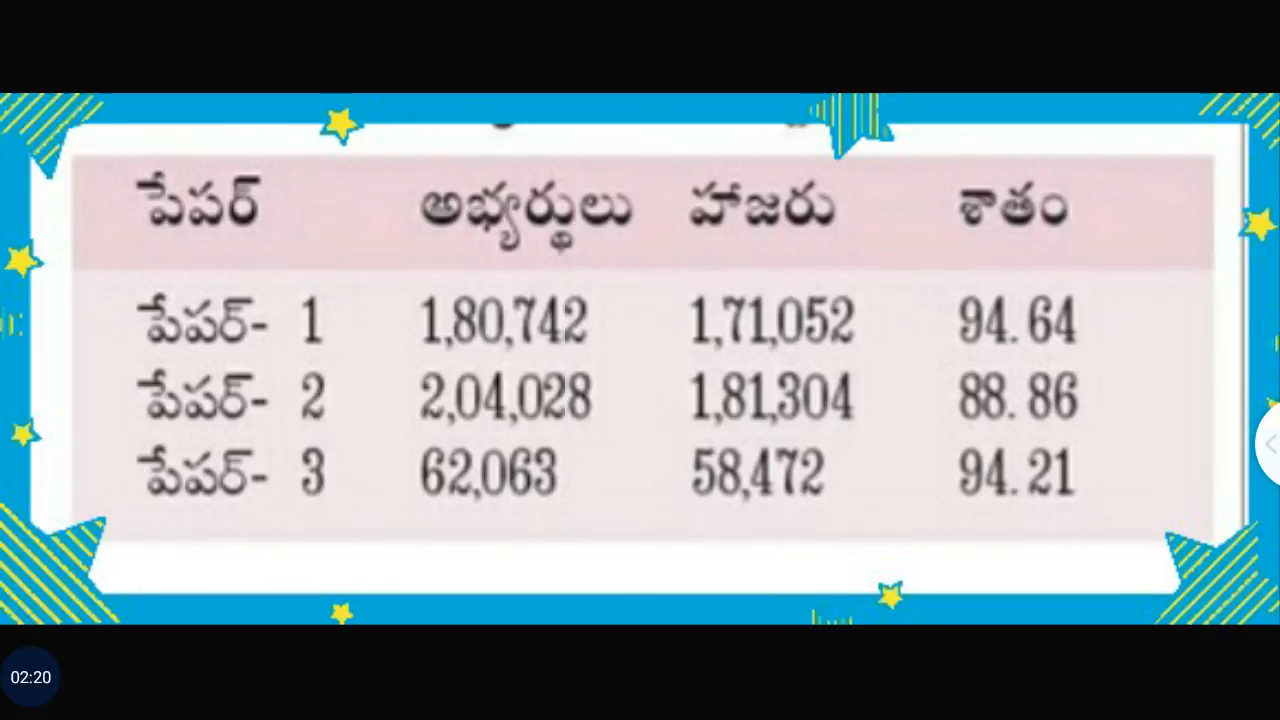 పేపర్ అభ్యర్థులు హాజరు శాతం
పేపర్- 1 1,80,742 1,71,052 94.64
పేపర్- 2 2,04,028 1,81,304 88.86
పేపర్- 3 62,063 58,472 94.21
02:20